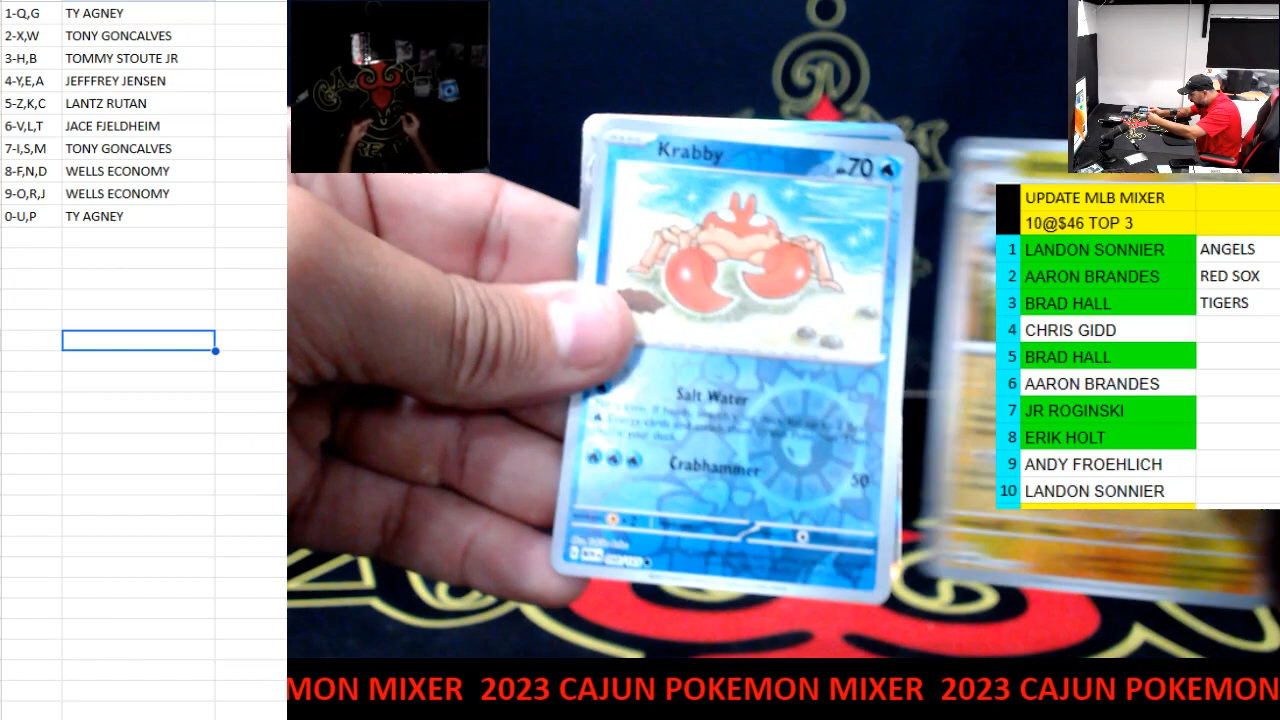 1-Q,G TY AGNEY
2-X,W TONY GONCALVES
3-H,B TOMMY STOUTE JR
4-Y,E,A JEFFFREY JENSEN
5-Z,K,C LANTZ RUTAN
6-V,L,T JACE FJELDHEIM
7-I,S,M TONY GONCALVES
8-F,N,D WELLS ECONOMY
9-O,R,J WELLS ECONOMY
0-U,P TY AGNEY
Krabby 70
Salt Water
Crabhammer 50
UPDATE MLB MIXER
10@$46 TOP 3
1 LANDON SONNIER ANGELS
2 AARON BRANDES RED SOX
3 BRAD HALL TIGERS
4 CHRIS GIDD
5 BRAD HALL
6 AARON BRANDES
7 JR ROGINSKI
8 ERIK HOLT
9 ANDY FROEHLICH
10 LANDON SONNIER
MON MIXER 2023 CAJUN POKEMON MIXER 2023 CAJUN POKEMON